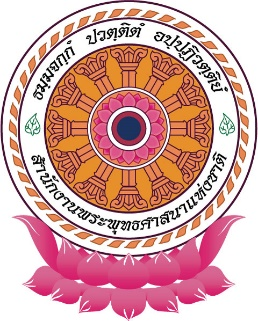 ธมฺมจกฺกํ ปวตฺติตํ อปฺปฏิวตฺติยํ
สำนักงานพระพุทธศาสนาแห่งชาติ